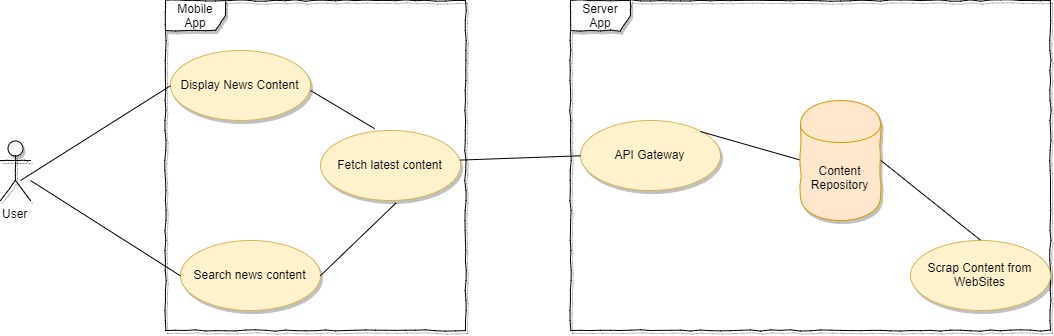 Mobile
App
Server
App
Display News Content
Fetch latest content
API Gateway
Content
Repository
User
Search news content
Scrap Content from
WebSites